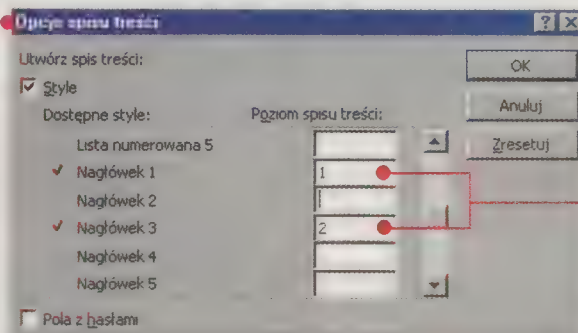 Opcje spisu treści
Utwórz spis treści:
Style
Dostępne style: Poziom spisu treści:
Lista numerowana 5
Nagłówek 1 1
Nagłówek 2
Nagłówek 3 2
Nagłówek 4
Nagłówek 5
Pola z hasłami
OK
Anuluj
Zresetuj